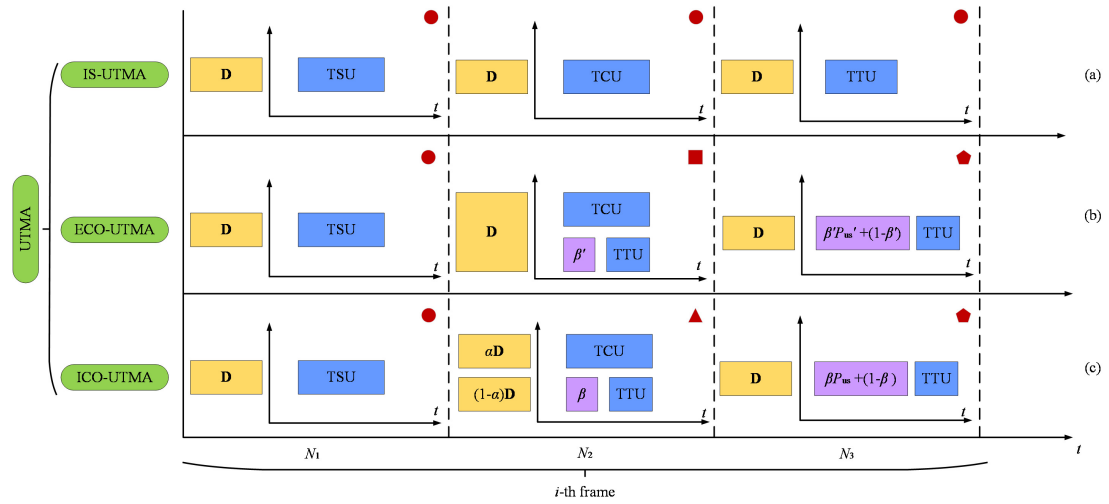 UTMA
IS-UTMA
D
t
TSU
D
t
TCU
D
t
TTU
(a)
ECO-UTMA
D
t
TSU
D
t
TCU
β′ TTU
D
t
β′Pus′ +(1-β′) TTU
(b)
ICO-UTMA
D
t
TSU
αD
(1-α)D
t
TCU
β TTU
D
t
βPus +(1-β ) TTU
(c)
N1 N2 N3 t
i-th frame